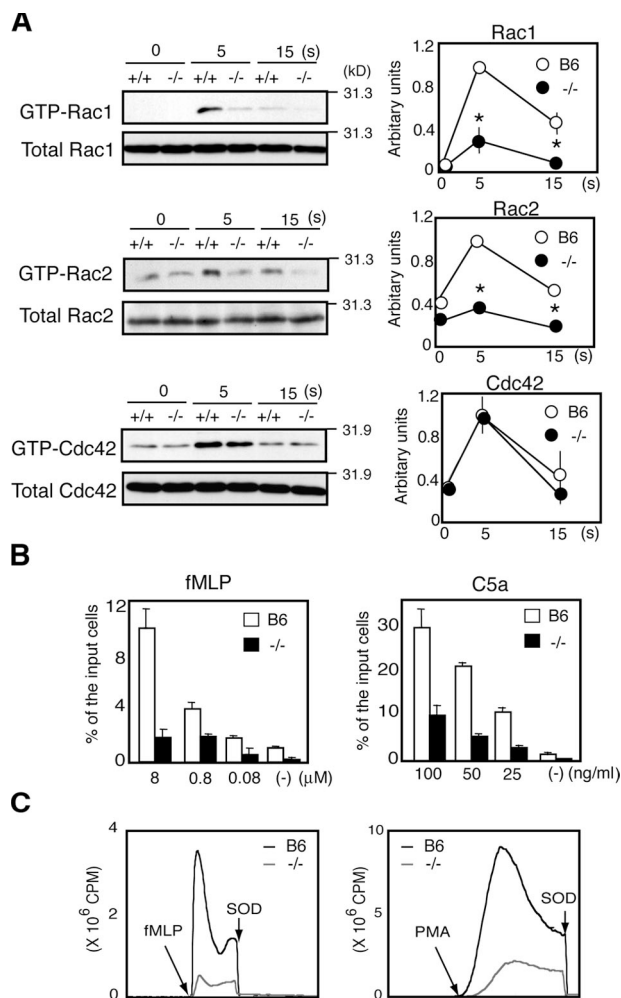 A
0 5 15 (s)
+/+ -/- +/+ -/- +/+ -/- (kD)
31.3
GTP-Rac1
31.3
Total Rac1
Rac1
Arbitary units
1.2
0.8
0.4
0
B6
-/-
*
*
0 5 15 (s)
0 5 15 (s)
+/+ -/- +/+ -/- +/+ -/-
31.3
GTP-Rac2
31.3
Total Rac2
Rac2
Arbitary units
1.2
0.8
0.4
0
B6
-/-
*
*
0 5 15 (s)
0 5 15 (s)
+/+ -/- +/+ -/- +/+ -/-
31.9
GTP-Cdc42
31.9
Total Cdc42
Cdc42
Arbitary units
1.2
0.8
0.4
0
B6
-/-
0 5 15 (s)
B
fMLP
% of the input cells
12
8
4
0
B6
-/-
8 0.8 0.08 (-) (μM)
C5a
% of the input cells
30
20
10
0
B6
-/-
100 50 25 (-) (ng/ml)
C
(X 10⁶ CPM)
4
2
0
B6
-/-
fMLP
SOD
(X 10⁶ CPM)
10
5
0
B6
-/-
PMA
SOD